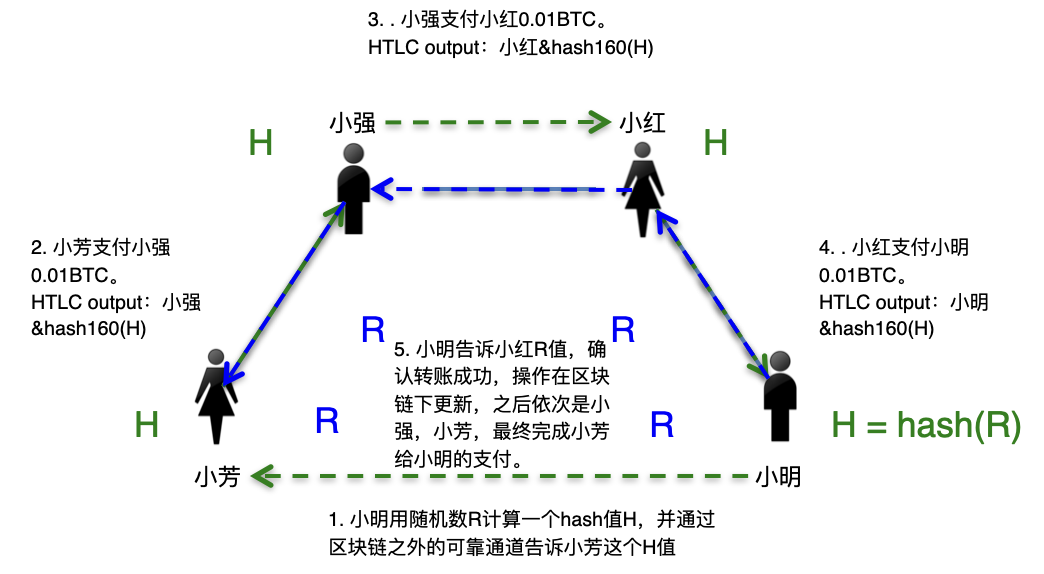 3. . 小强支付小红0.01BTC。
HTLC output：小红&hash160(H)
小强
小红
H
H
2. 小芳支付小强
0.01BTC。
HTLC output：小强
&hash160(H)
4. . 小红支付小明
0.01BTC。
HTLC output：小明
&hash160(H)
R
R
5. 小明告诉小红R值，确
认转账成功，操作在区块
链下更新，之后依次是小
强，小芳，最终完成小芳
给小明的支付。
H
R
R
H = hash(R)
小芳
小明
1. 小明用随机数R计算一个hash值H，并通过
区块链之外的可靠通道告诉小芳这个H值